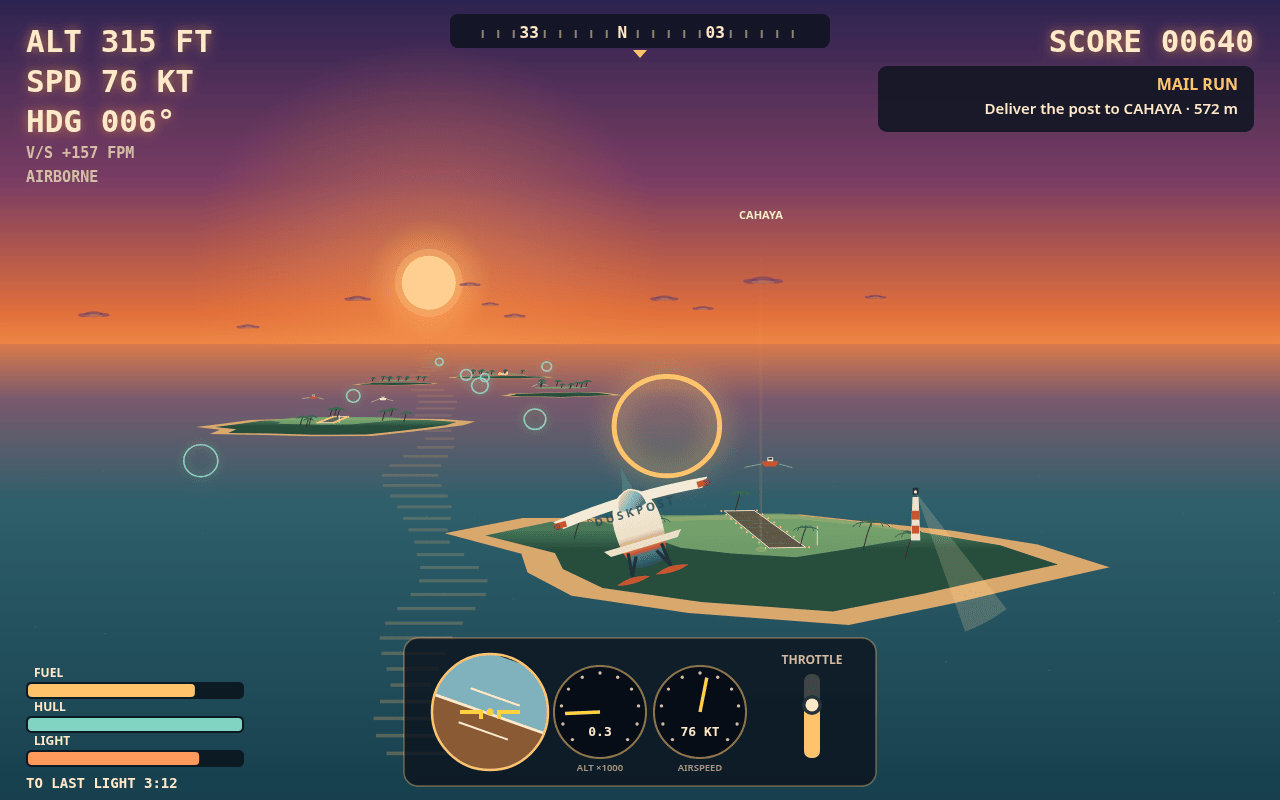 ALT 315 FT
SPD 76 KT
HDG 006°
V/S +157 FPM
AIRBORNE
33 N 03
SCORE 00640
MAIL RUN
Deliver the post to CAHAYA · 572 m
CAHAYA
DUSKPOST
FUEL
HULL
LIGHT
TO LAST LIGHT 3:12
0.3
ALT ×1000
76 KT
AIRSPEED
THROTTLE